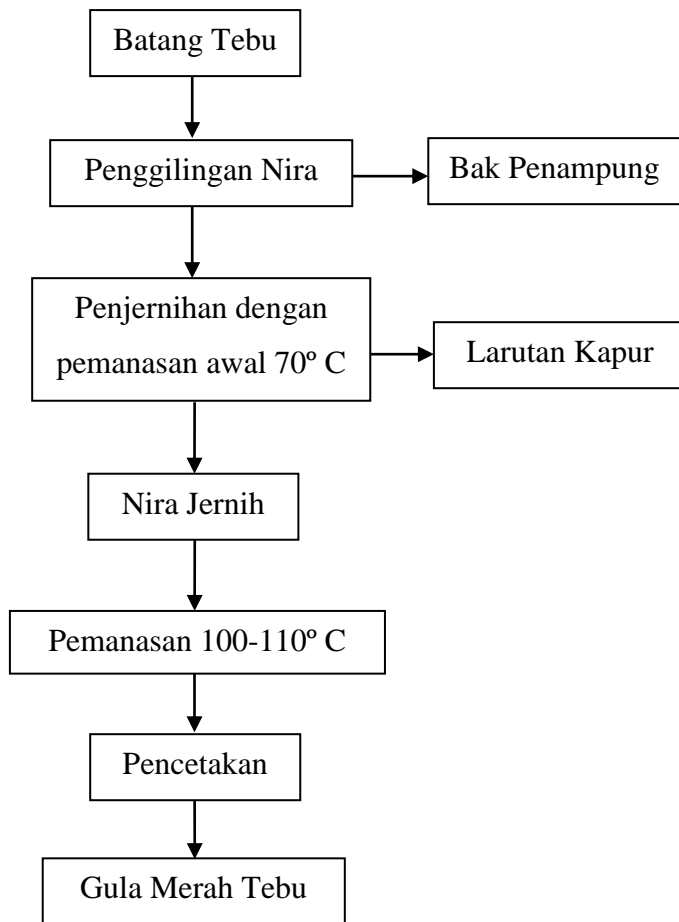 Batang Tebu
Penggilingan Nira
Bak Penampung
Penjernihan dengan
pemanasan awal 70º C
Larutan Kapur
Nira Jernih
Pemanasan 100-110º C
Pencetakan
Gula Merah Tebu